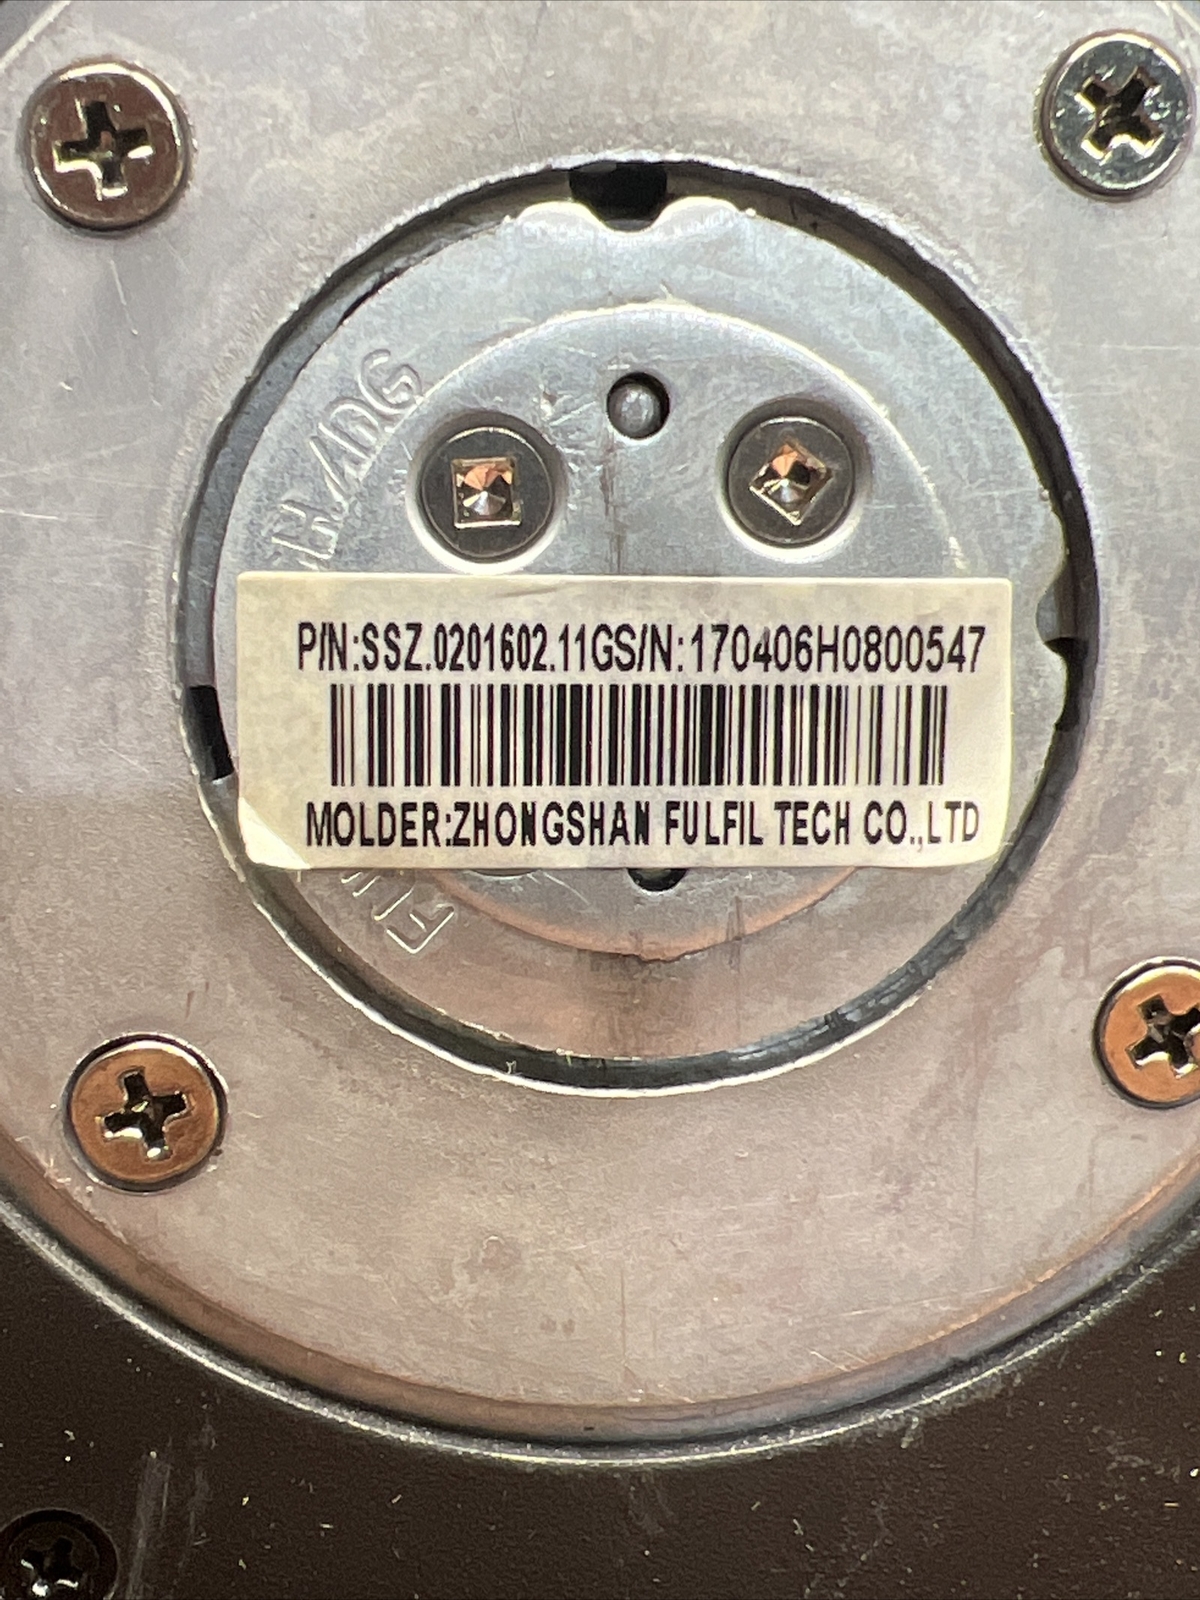 P/N:SSZ.0201602.11GS/N:170406H0800547
MOLDER:ZHONGSHAN FULFIL TECH CO.,LTD